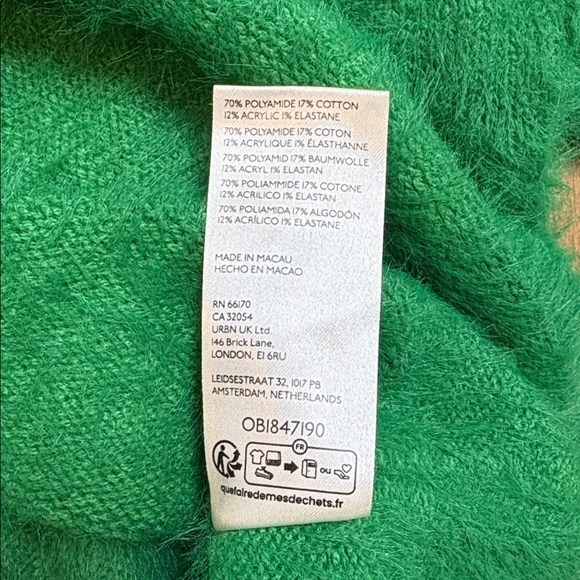 70% POLYAMIDE 17% COTTON
12% ACRYLIC 1% ELASTANE
70% POLYAMIDE 17% COTON
12% ACRYLIQUE 1% ÉLASTHANNE
70% POLYAMID 17% BAUMWOLLE
12% ACRYL 1% ELASTAN
70% POLIAMMIDE 17% COTONE
12% ACRILICO 1% ELASTAN
70% POLIAMIDA 17% ALGODÓN
12% ACRÍLICO 1% ELASTANE
MADE IN MACAU
HECHO EN MACAO
RN 66170
CA 32054
URBN UK Ltd.
146 Brick Lane,
LONDON, E1 6RU
LEIDSESTRAAT 32, 1017 PB
AMSTERDAM, NETHERLANDS
OB1847190
FR
ou
quefairedemesdechets.fr